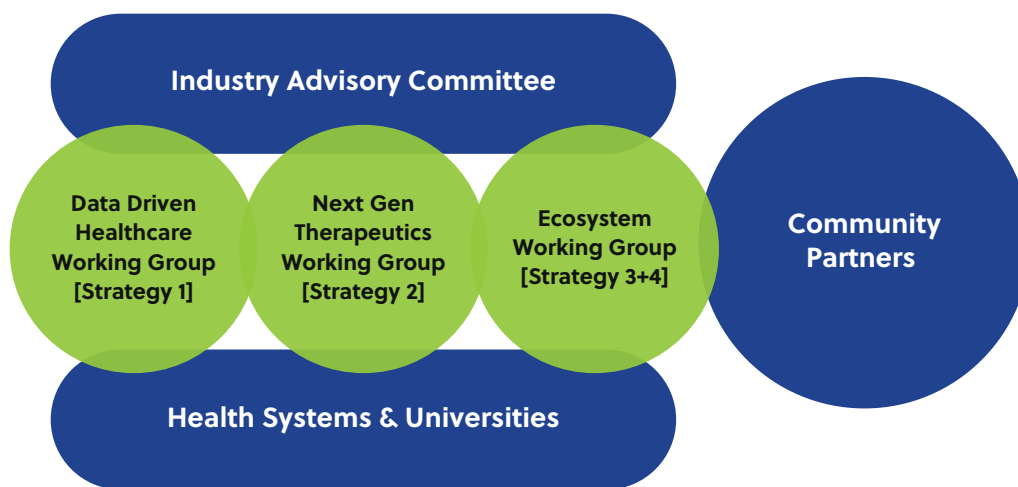 Industry Advisory Committee
Data Driven
Healthcare
Working Group
[Strategy 1]
Next Gen
Therapeutics
Working Group
[Strategy 2]
Ecosystem
Working Group
[Strategy 3+4]
Community
Partners
Health Systems & Universities